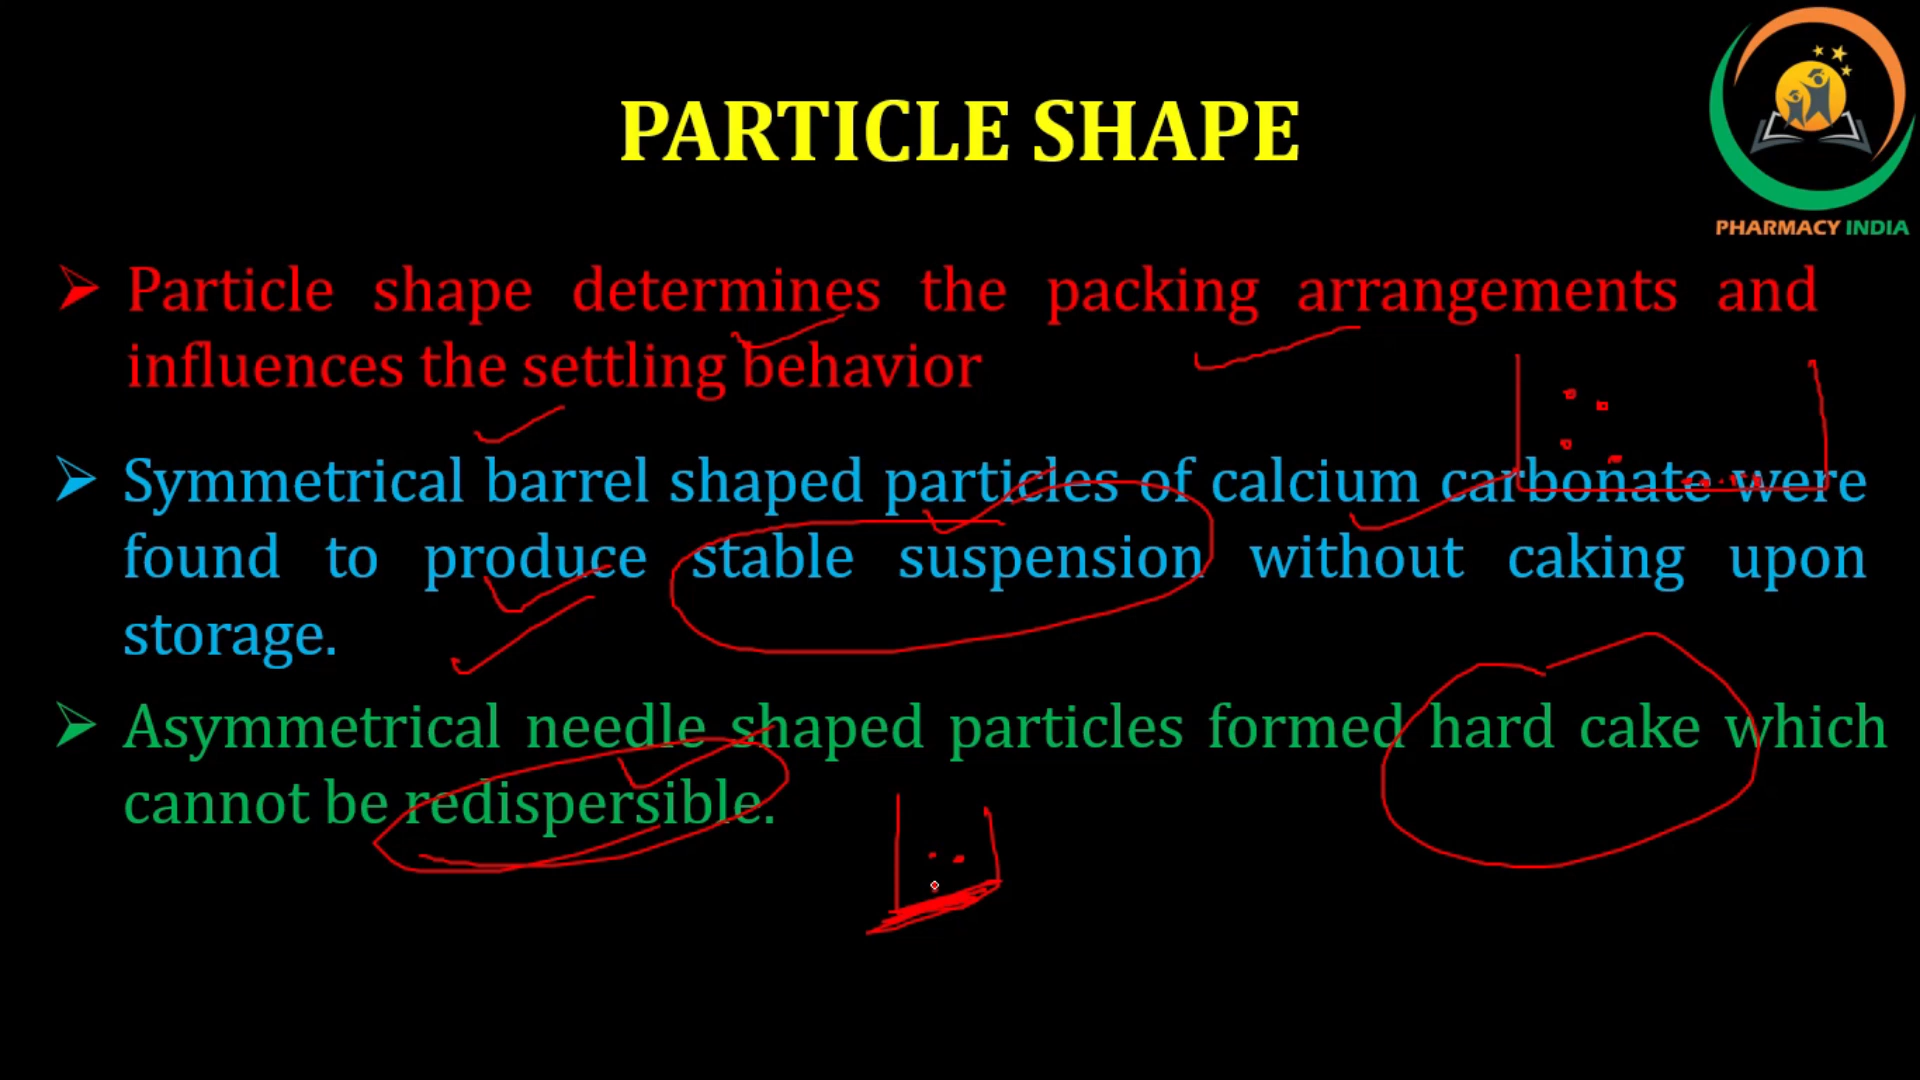 PARTICLE SHAPE
PHARMACY INDIA
Particle shape determines the packing arrangements and
influences the settling behavior
Symmetrical barrel shaped particles of calcium carbonate were
found to produce stable suspension without caking upon
storage.
Asymmetrical needle shaped particles formed hard cake which
cannot be redispersible.